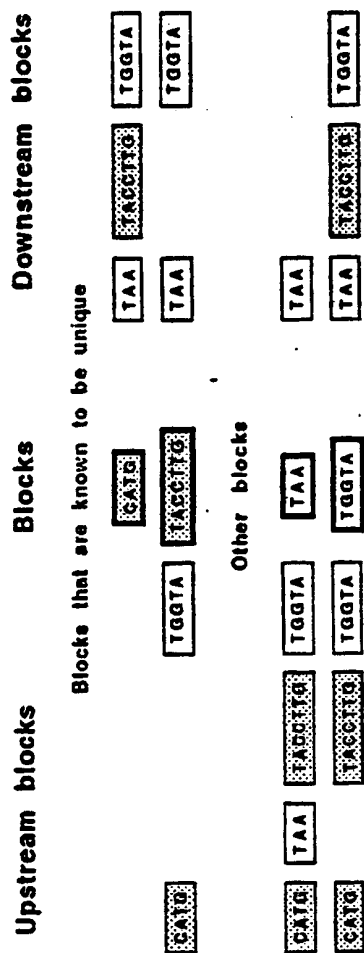 Upstream blocks Blocks Downstream blocks
Blocks that are known to be unique
CATG TAA TACCTTG TGGTA
CATG TGGTA TACCTTG TAA TGGTA
Other blocks
CATG TAA TACCTTG TGGTA TAA TAA
CATG TACCTTG TGGTA TGGTA TAA TACCTTG TGGTA